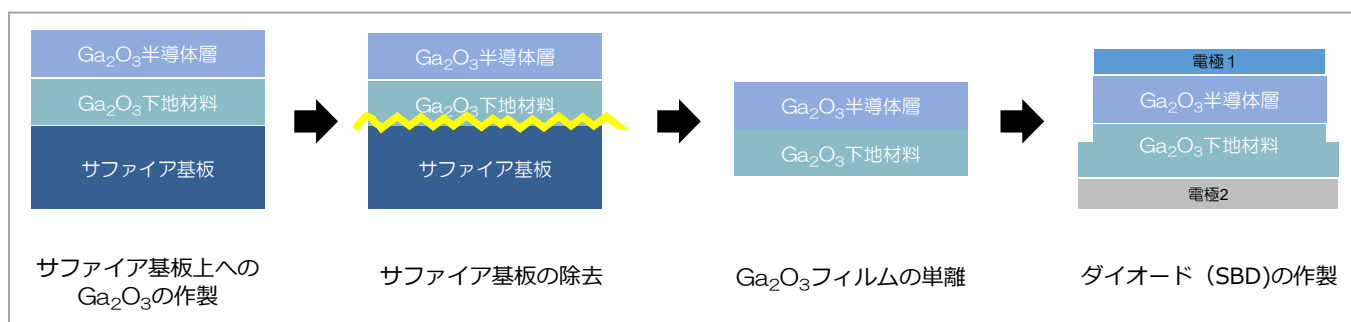 Ga₂O₃半導体層
Ga₂O₃下地材料
サファイア基板
サファイア基板上への
Ga₂O₃の作製
Ga₂O₃半導体層
Ga₂O₃下地材料
サファイア基板
サファイア基板の除去
Ga₂O₃半導体層
Ga₂O₃下地材料
Ga₂O₃フィルムの単離
電極１
Ga₂O₃半導体層
Ga₂O₃下地材料
電極2
ダイオード（SBD)の作製